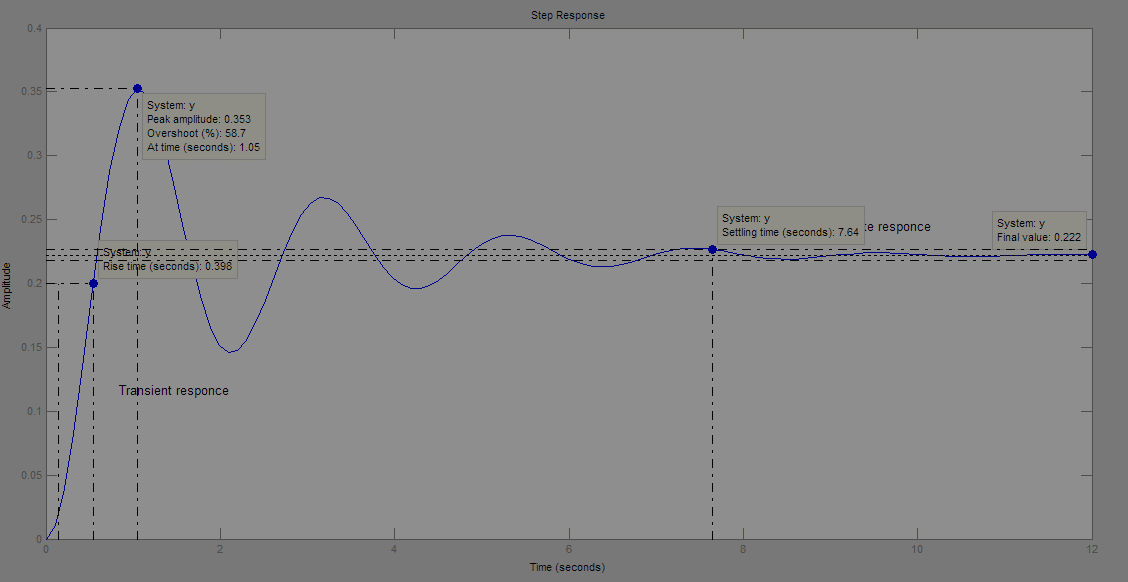 Step Response
0.4
0.35
0.3
0.25
0.2
0.15
0.1
0.05
0
Amplitude
System: y
Peak amplitude: 0.353
Overshoot (%): 58.7
At time (seconds): 1.05
System: y
Rise time (seconds): 0.398
Transient responce
System: y
Settling time (seconds): 7.64
responce
System: y
Final value: 0.222
0 2 4 6 8 10 12
Time (seconds)